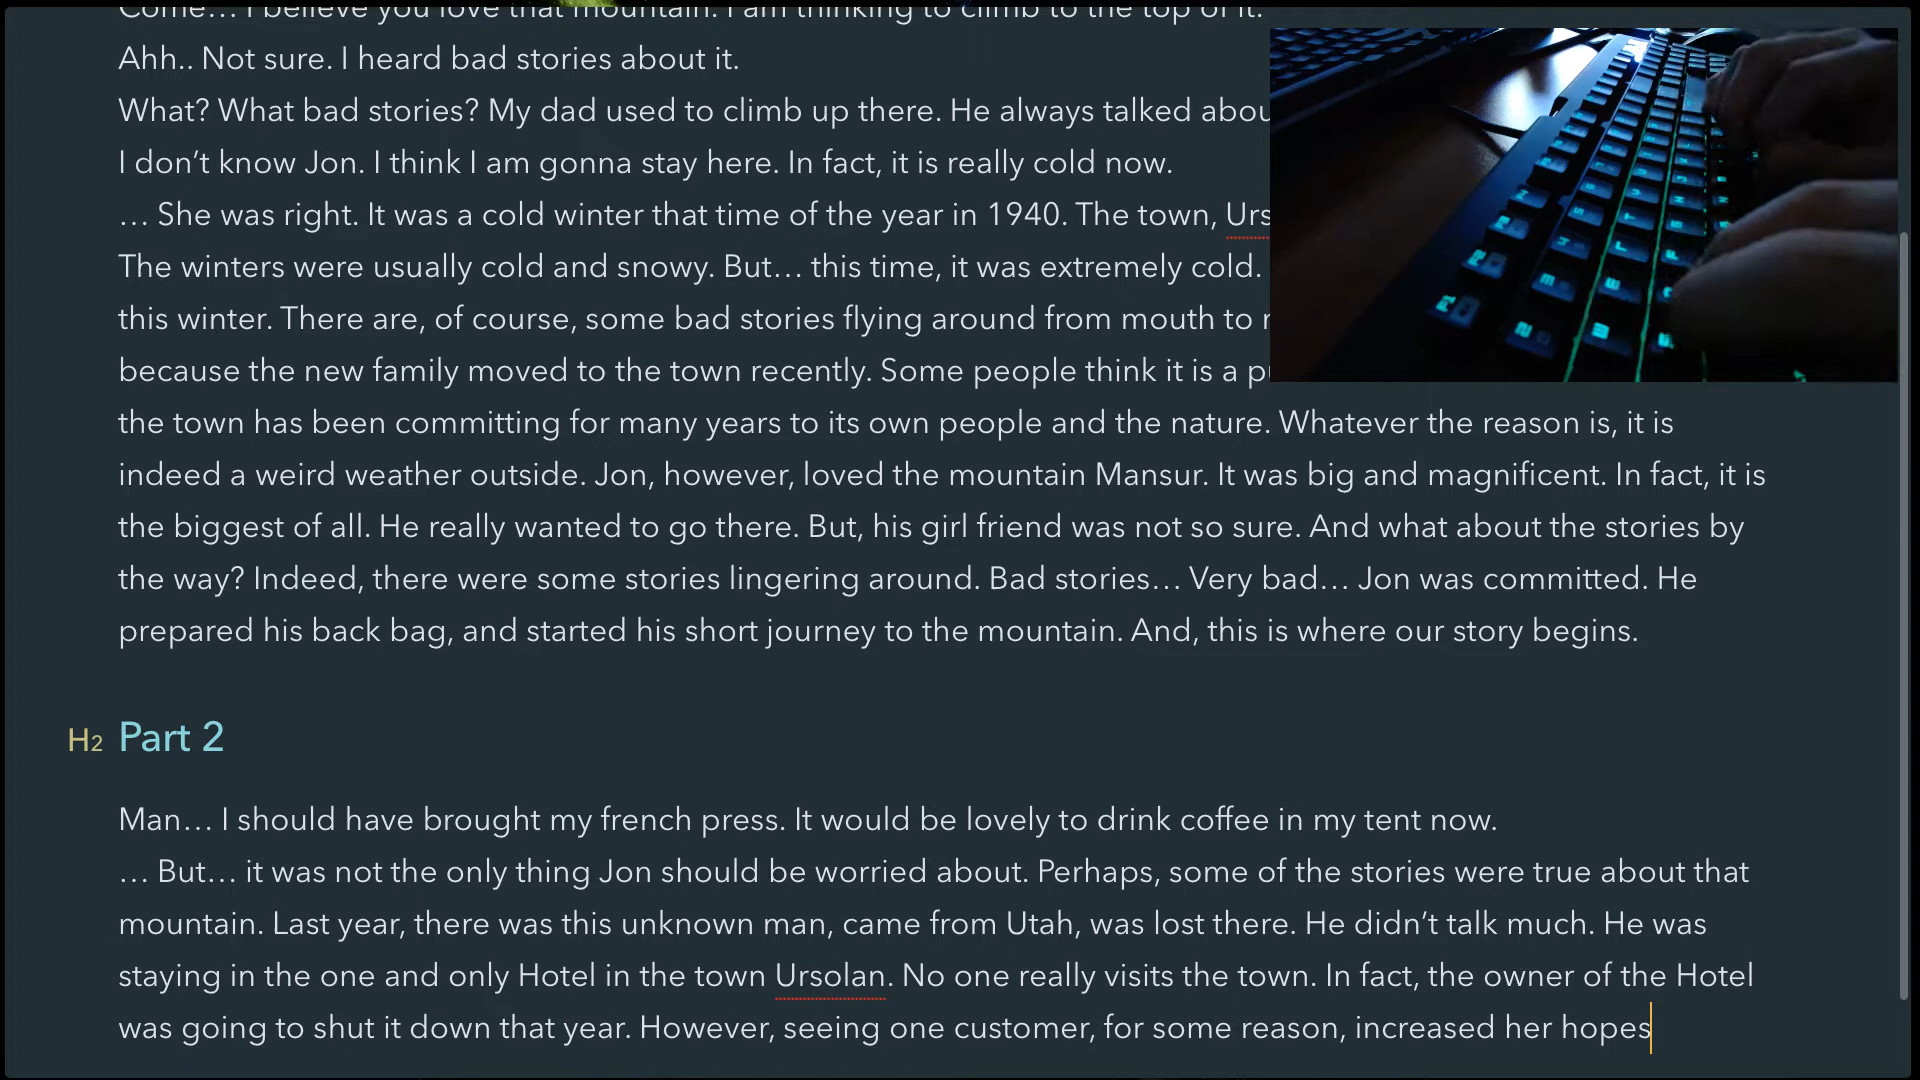 Come… I believe you love that mountain. I am thinking to climb to the top of it.
Ahh.. Not sure. I heard bad stories about it.
What? What bad stories? My dad used to climb up there. He always talked
I don’t know Jon. I think I am gonna stay here. In fact, it is really cold now.
… She was right. It was a cold winter that time of the year in 1940. The town,
The winters were usually cold and snowy. But… this time, it was extremely cold.
this winter. There are, of course, some bad stories flying around from mouth to
because the new family moved to the town recently. Some people think it is a
the town has been committing for many years to its own people and the nature. Whatever the reason is, it is
indeed a weird weather outside. Jon, however, loved the mountain Mansur. It was big and magnificent. In fact, it is
the biggest of all. He really wanted to go there. But, his girl friend was not so sure. And what about the stories by
the way? Indeed, there were some stories lingering around. Bad stories… Very bad… Jon was committed. He
prepared his back bag, and started his short journey to the mountain. And, this is where our story begins.
H2 Part 2
Man… I should have brought my french press. It would be lovely to drink coffee in my tent now.
… But… it was not the only thing Jon should be worried about. Perhaps, some of the stories were true about that
mountain. Last year, there was this unknown man, came from Utah, was lost there. He didn’t talk much. He was
staying in the one and only Hotel in the town Ursolan. No one really visits the town. In fact, the owner of the Hotel
was going to shut it down that year. However, seeing one customer, for some reason, increased her hopes